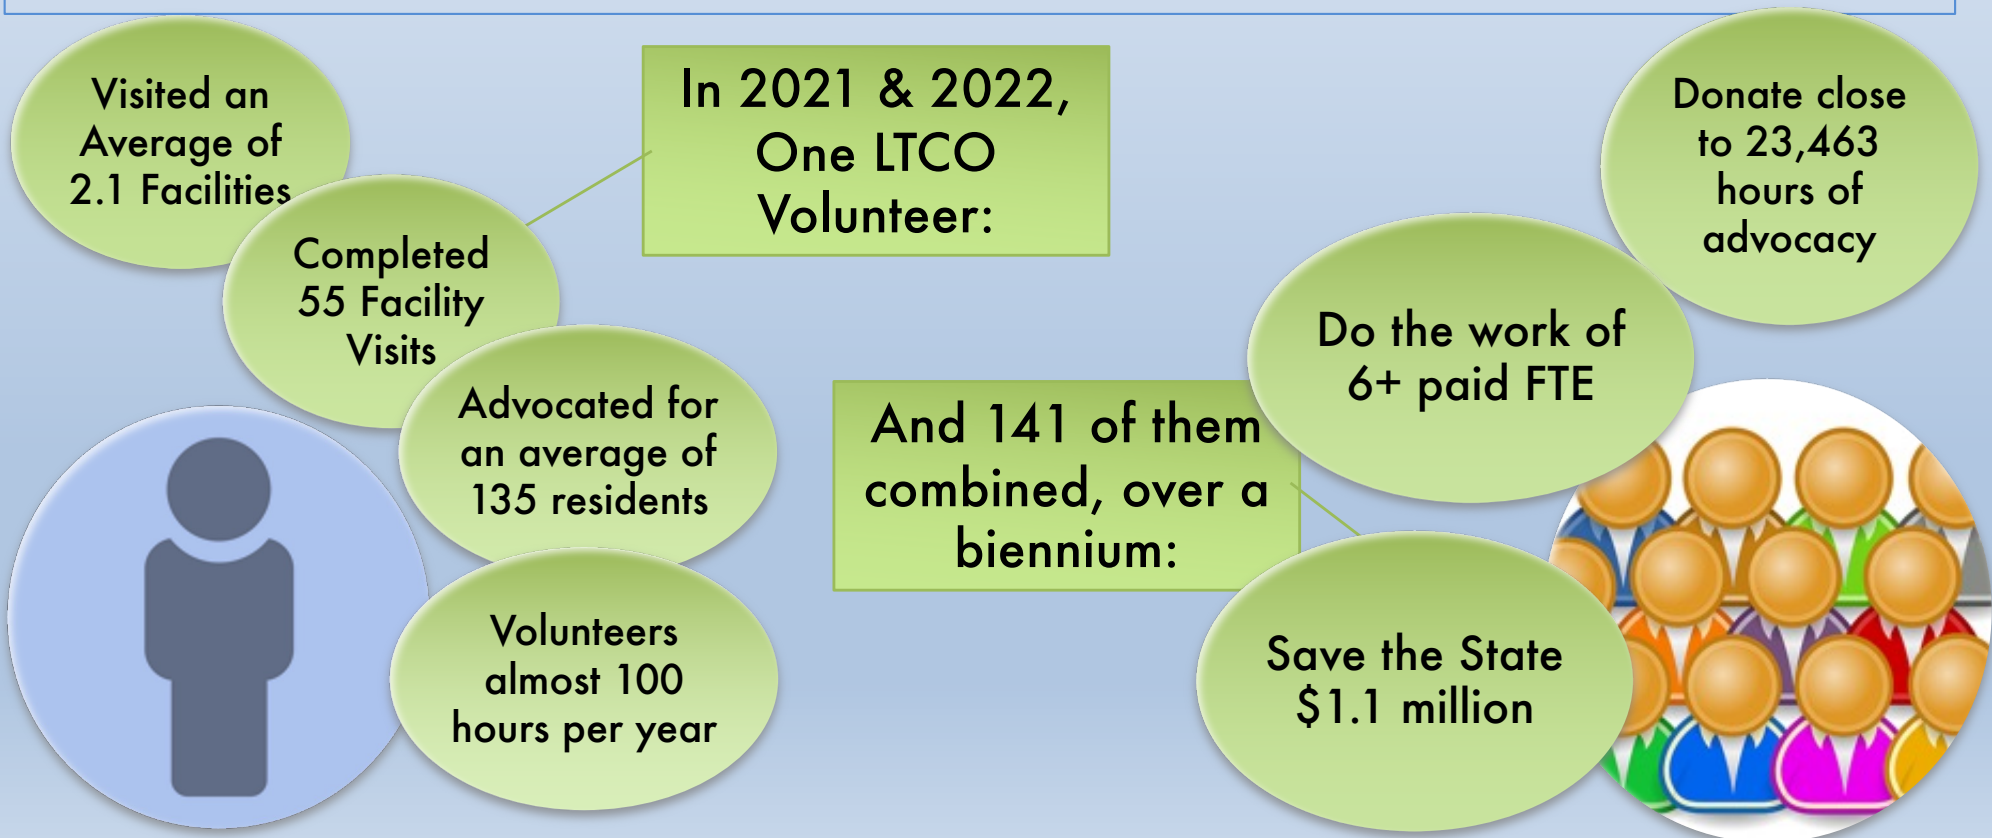 In 2021 & 2022,
One LTCO
Volunteer:
Visited an
Average of
2.1 Facilities
Completed
55 Facility
Visits
Advocated for
an average of
135 residents
Volunteers
almost 100
hours per year
And 141 of them
combined, over a
biennium:
Donate close
to 23,463
hours of
advocacy
Do the work of
6+ paid FTE
Save the State
$1.1 million